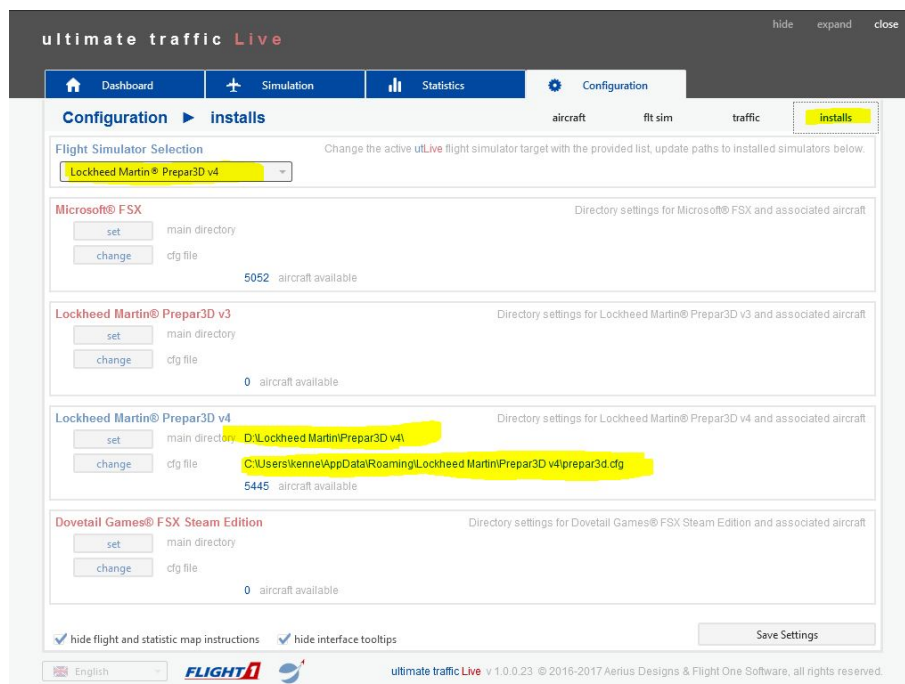 hide expand close
ultimate traffic Live
Dashboard Simulation Statistics Configuration
Configuration ► installs aircraft flt sim traffic installs
Flight Simulator Selection Change the active utLive flight simulator target with the provided list, update paths to installed simulators below.
Lockheed Martin® Prepar3D v4
Microsoft® FSX Directory settings for Microsoft® FSX and associated aircraft
set main directory
change cfg file
5052 aircraft available
Lockheed Martin® Prepar3D v3 Directory settings for Lockheed Martin® Prepar3D v3 and associated aircraft
set main directory
change cfg file
0 aircraft available
Lockheed Martin® Prepar3D v4 Directory settings for Lockheed Martin® Prepar3D v4 and associated aircraft
set main directory D:\Lockheed Martin\Prepar3D v4\
change cfg file C:\Users\kenne\AppData\Roaming\Lockheed Martin\Prepar3D v4\prepar3d.cfg
5445 aircraft available
Dovetail Games® FSX Steam Edition Directory settings for Dovetail Games® FSX Steam Edition and associated aircraft
set main directory
change cfg file
0 aircraft available
hide flight and statistic map instructions hide interface tooltips Save Settings
English FLIGHT1 ultimate traffic Live v 1.0.0.23 © 2016-2017 Aerius Designs & Flight One Software, all rights reserved.